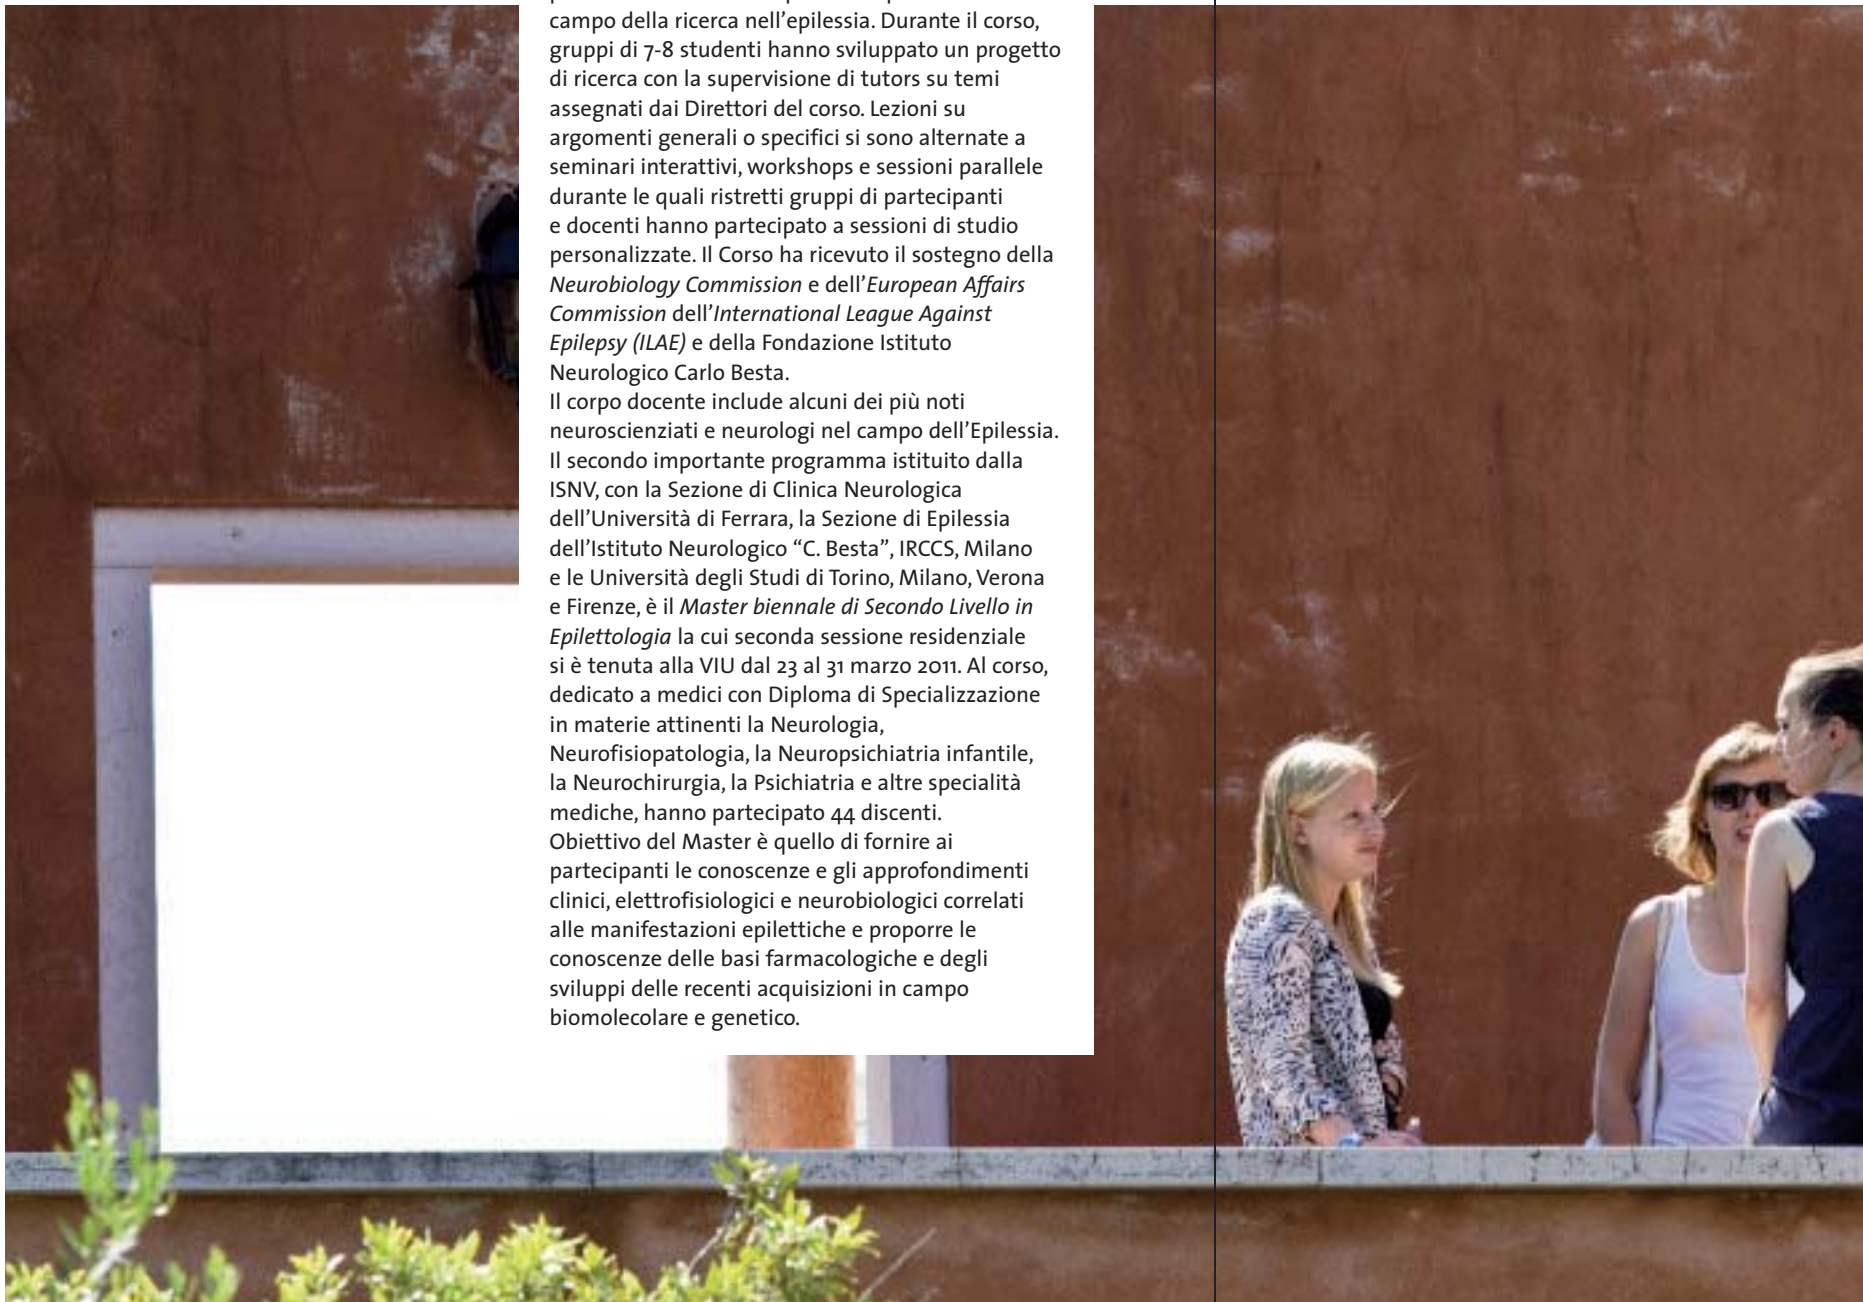 campo della ricerca nell’epilessia. Durante il corso,
gruppi di 7-8 studenti hanno sviluppato un progetto
di ricerca con la supervisione di tutors su temi
assegnati dai Direttori del corso. Lezioni su
argomenti generali o specifici si sono alternate a
seminari interattivi, workshops e sessioni parallele
durante le quali ristretti gruppi di partecipanti
e docenti hanno partecipato a sessioni di studio
personalizzate. Il Corso ha ricevuto il sostegno della
Neurobiology Commission e dell’European Affairs
Commission dell’International League Against
Epilepsy (ILAE) e della Fondazione Istituto
Neurologico Carlo Besta.
Il corpo docente include alcuni dei più noti
neuroscienziati e neurologi nel campo dell’Epilessia.
Il secondo importante programma istituito dalla
ISNV, con la Sezione di Clinica Neurologica
dell’Università di Ferrara, la Sezione di Epilessia
dell’Istituto Neurologico “C. Besta”, IRCCS, Milano
e le Università degli Studi di Torino, Milano, Verona
e Firenze, è il Master biennale di Secondo Livello in
Epilettologia la cui seconda sessione residenziale
si è tenuta alla VIU dal 23 al 31 marzo 2011. Al corso,
dedicato a medici con Diploma di Specializzazione
in materie attinenti la Neurologia,
Neurofisiopatologia, la Neuropsichiatria infantile,
la Neurochirurgia, la Psichiatria e altre specialità
mediche, hanno partecipato 44 discenti.
Obiettivo del Master è quello di fornire ai
partecipanti le conoscenze e gli approfondimenti
clinici, elettrofisiologici e neurobiologici correlati
alle manifestazioni epilettiche e proporre le
conoscenze delle basi farmacologiche e degli
sviluppi delle recenti acquisizioni in campo
biomolecolare e genetico.